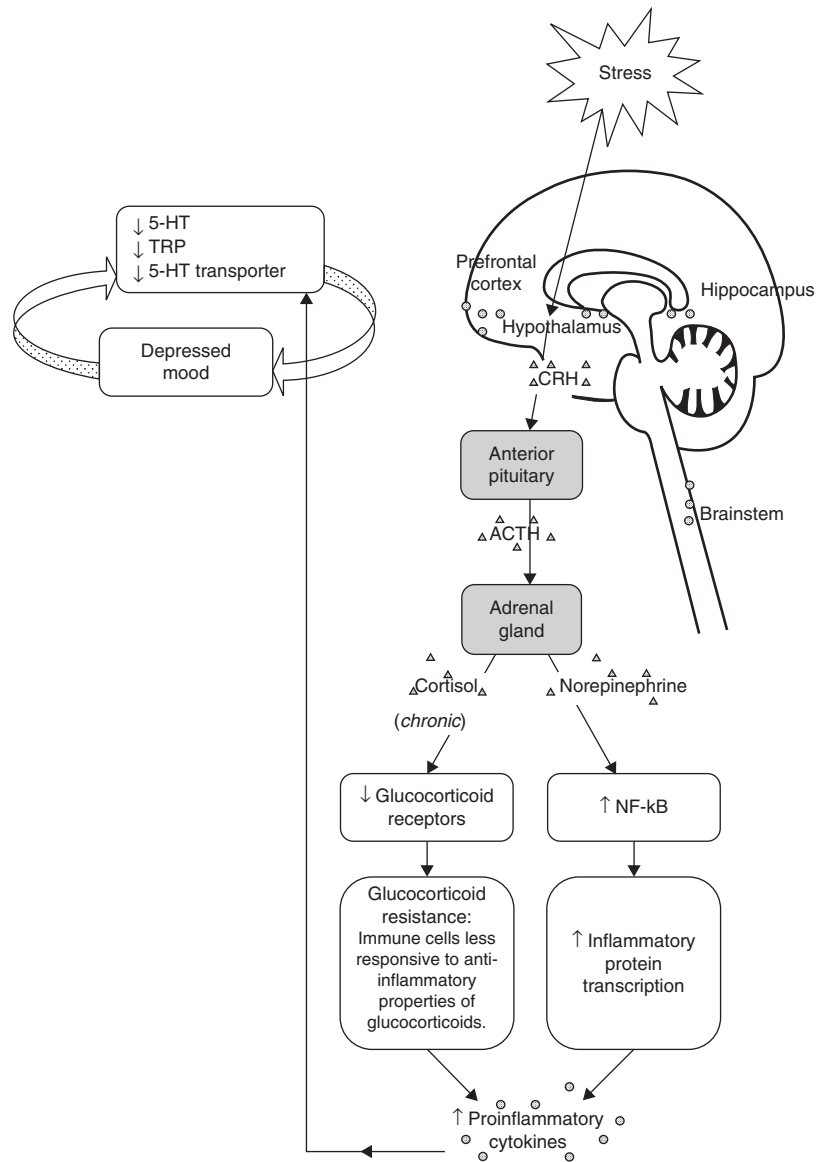 Stress
Prefrontal
cortex
Hippocampus
Hypothalamus
CRH
Anterior
pituitary
ACTH
Brainstem
Adrenal
gland
Cortisol
(chronic)
Norepinephrine
↓ Glucocorticoid
receptors
↑ NF-kB
Glucocorticoid
resistance:
Immune cells less
responsive to anti-
inflammatory
properties of
glucocorticoids.
↑ Inflammatory
protein
transcription
↑ Proinflammatory
cytokines
↓ 5-HT
↓ TRP
↓ 5-HT transporter
Depressed
mood